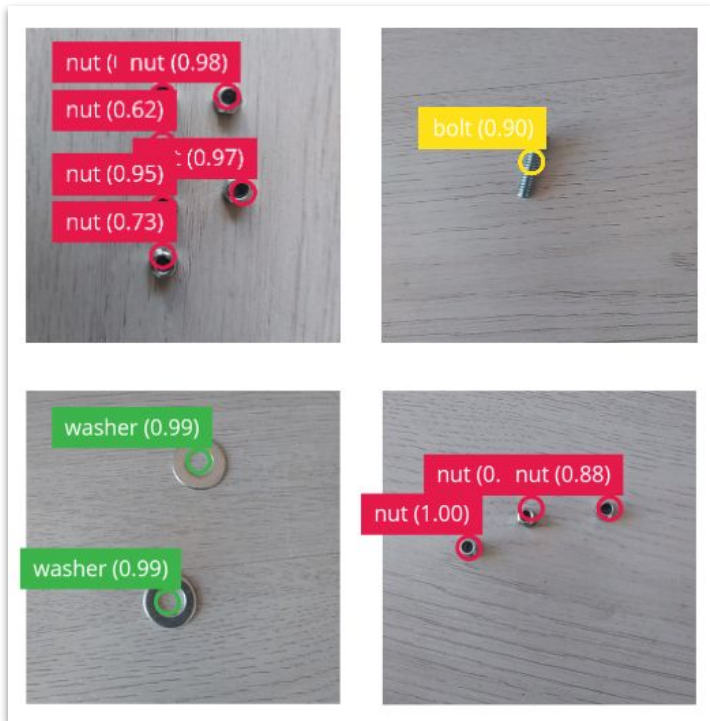 nut ( nut (0.98)
nut (0.62)
(0.97)
nut (0.95)
nut (0.73)
bolt (0.90)
washer (0.99)
washer (0.99)
nut (0. nut (0.88)
nut (1.00)